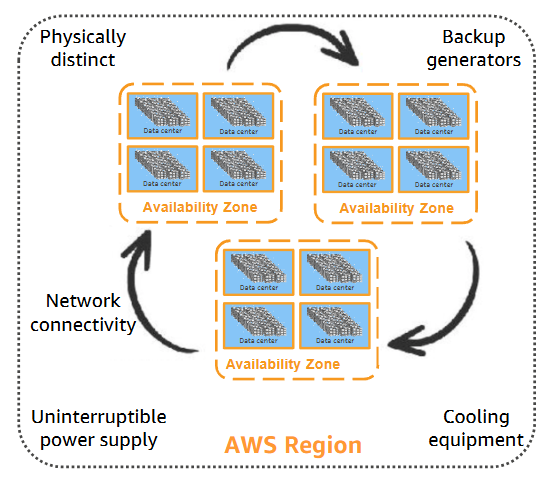 Physically
distinct
Backup
generators
Data center
Data center
Data center
Data center
Availability Zone
Data center
Data center
Data center
Data center
Availability Zone
Data center
Data center
Data center
Data center
Availability Zone
Network
connectivity
Uninterruptible
power supply
AWS Region
Cooling
equipment